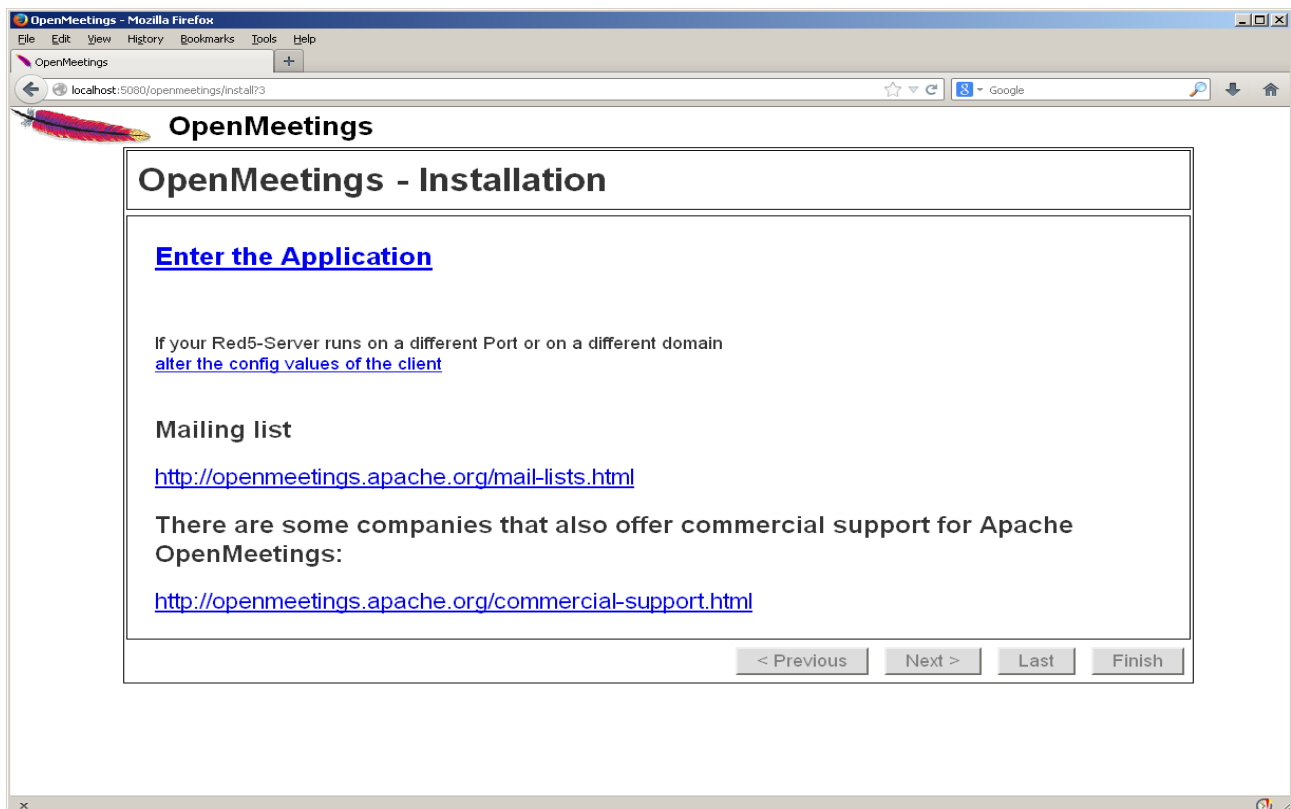 OpenMeetings - Mozilla Firefox
File Edit View History Bookmarks Tools Help
OpenMeetings +
localhost:5080/openmeetings/install?3
8 Google
OpenMeetings
OpenMeetings - Installation
Enter the Application
If your Red5-Server runs on a different Port or on a different domain
alter the config values of the client
Mailing list
http://openmeetings.apache.org/mail-lists.html
There are some companies that also offer commercial support for Apache
OpenMeetings:
http://openmeetings.apache.org/commercial-support.html
< Previous Next > Last Finish
x